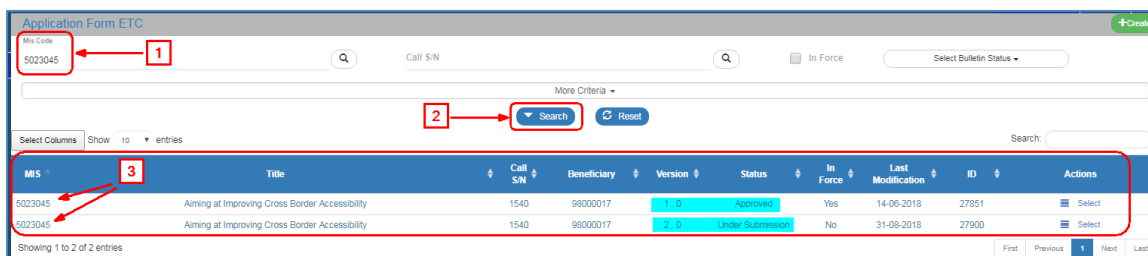 Application Form ETC
+Create
Mis Code
5023045
1
Call S/N
In Force
Select Bulletin Status
More Criteria
2
Search
Reset
Select Columns
Show 10 entries
Search:
MIS
3
Title
Call S/N
Beneficiary
Version
Status
In Force
Last Modification
ID
Actions
5023045 Aiming at Improving Cross Border Accessibility 1540 98000017 1 . 0 Approved Yes 14-06-2018 27851 Select
5023045 Aiming at Improving Cross Border Accessibility 1540 98000017 2 . 0 Under Submission No 31-08-2018 27900 Select
Showing 1 to 2 of 2 entries
First Previous 1 Next Last